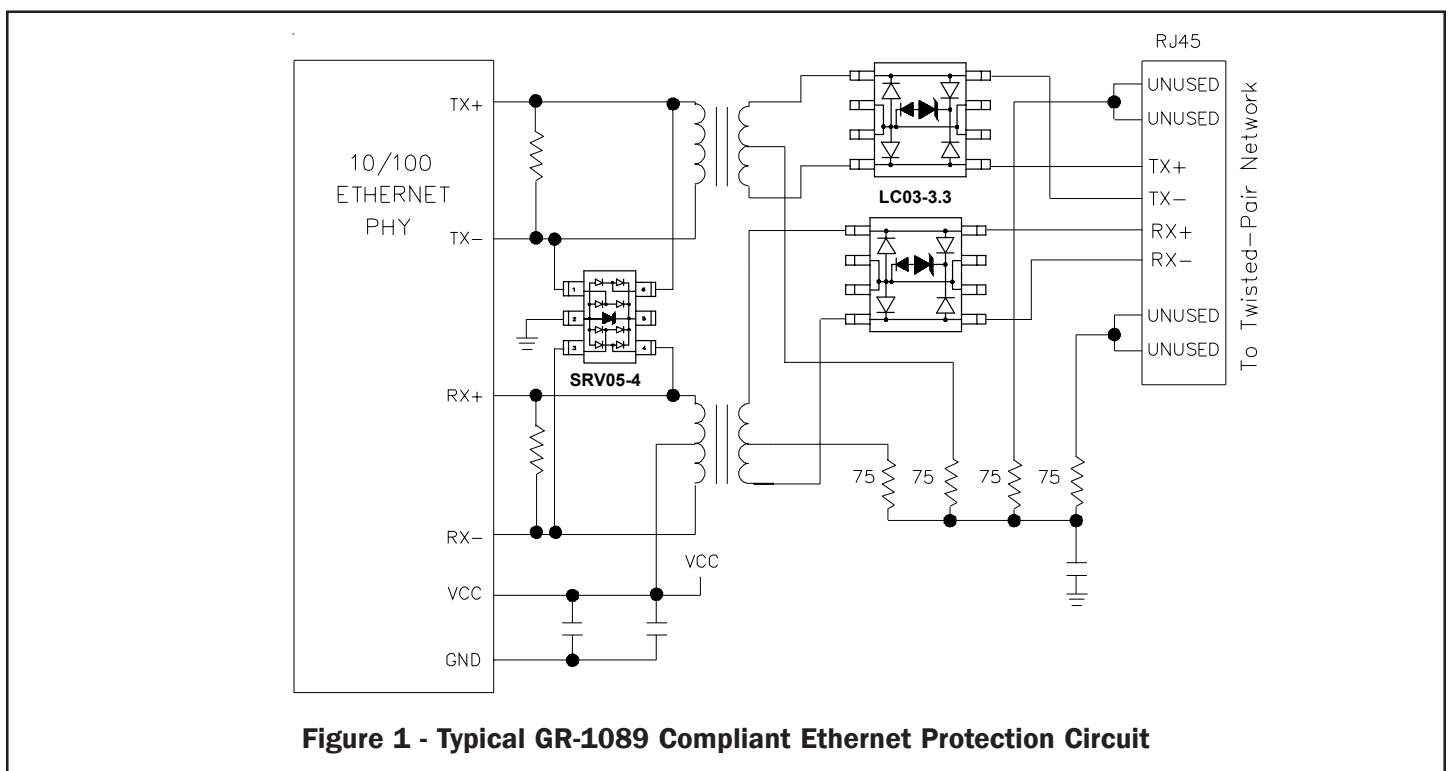 RJ45
UNUSED
UNUSED
TX+
TX−
RX+
RX−
UNUSED
UNUSED
To Twisted−Pair Network
LC03-3.3
10/100
ETHERNET
PHY
TX+
TX−
RX+
RX−
VCC
GND
1
2
3
6
5
4
SRV05-4
VCC
75
75
75
75
Figure 1 - Typical GR-1089 Compliant Ethernet Protection Circuit